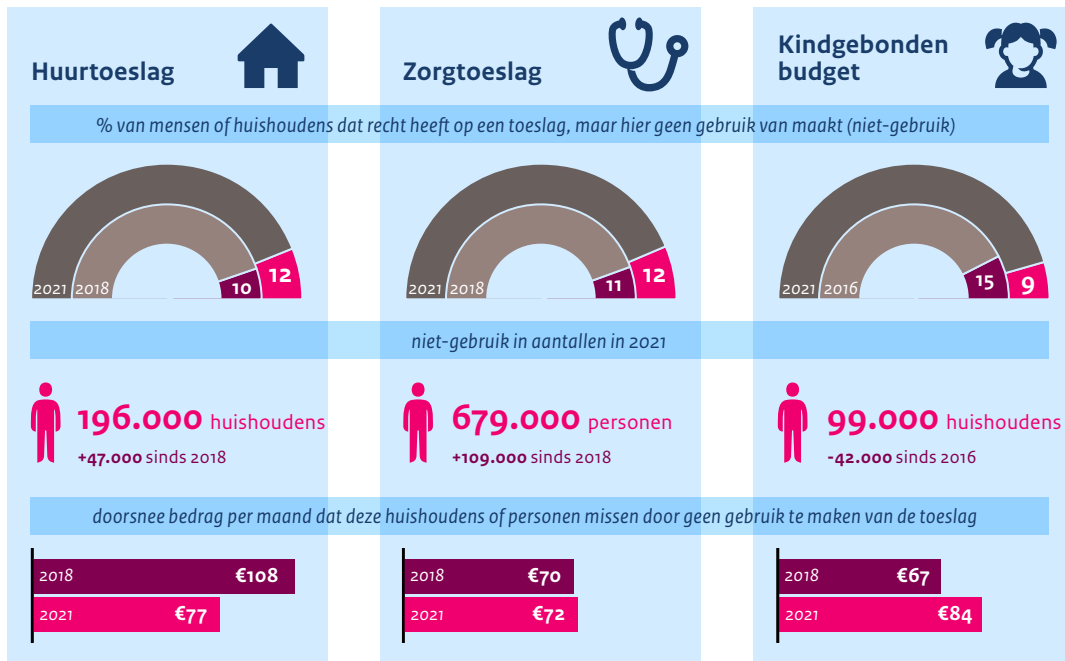 Huurtoeslag
Zorgtoeslag
Kindgebonden
budget
% van mensen of huishoudens dat recht heeft op een toeslag, maar hier geen gebruik van maakt (niet-gebruik)
2021 2018 10 12
2021 2018 11 12
2021 2016 15 9
niet-gebruik in aantallen in 2021
196.000 huishoudens
+47.000 sinds 2018
679.000 personen
+109.000 sinds 2018
99.000 huishoudens
-42.000 sinds 2016
doorsnee bedrag per maand dat deze huishoudens of personen missen door geen gebruik te maken van de toeslag
2018 €108
2021 €77
2018 €70
2021 €72
2018 €67
2021 €84